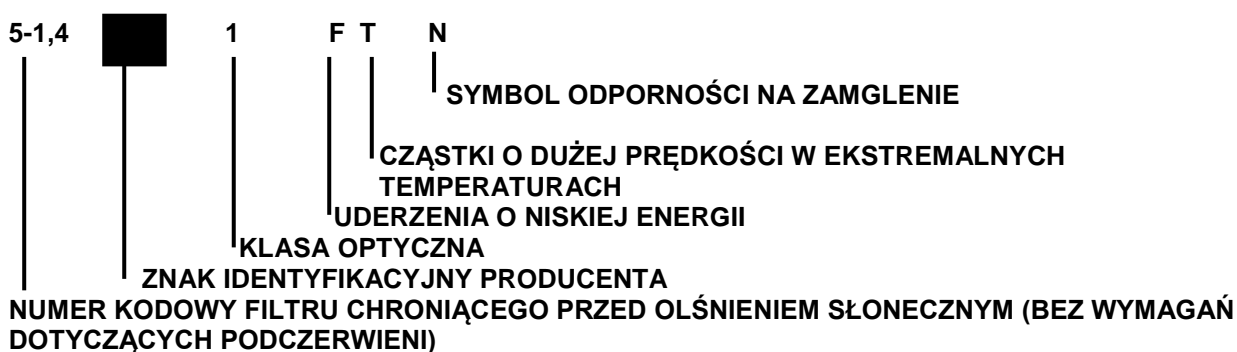 5-1,4 1 F T N
SYMBOL ODPORNOŚCI NA ZAMGLENIE
CZĄSTKI O DUŻEJ PRĘDKOŚCI W EKSTREMALNYCH
TEMPERATURACH
UDERZENIA O NISKIEJ ENERGII
KLASA OPTYCZNA
ZNAK IDENTYFIKACYJNY PRODUCENTA
NUMER KODOWY FILTRU CHRONIĄCEGO PRZED OLŚNIENIEM SŁONECZNYM (BEZ WYMAGAŃ
DOTYCZĄCYCH PODCZERWIENI)